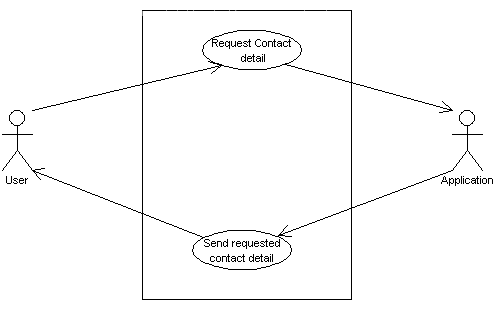 Request Contact
detail
User
Application
Send requested
contact detail